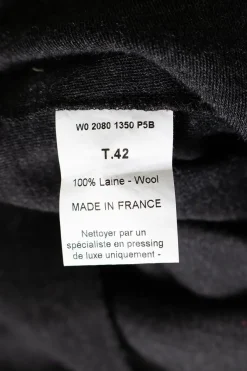 W0 2080 1350 P5B
T.42
100% Laine - Wool
MADE IN FRANCE
Nettoyer par un
spécialiste en pressing
de luxe uniquement -